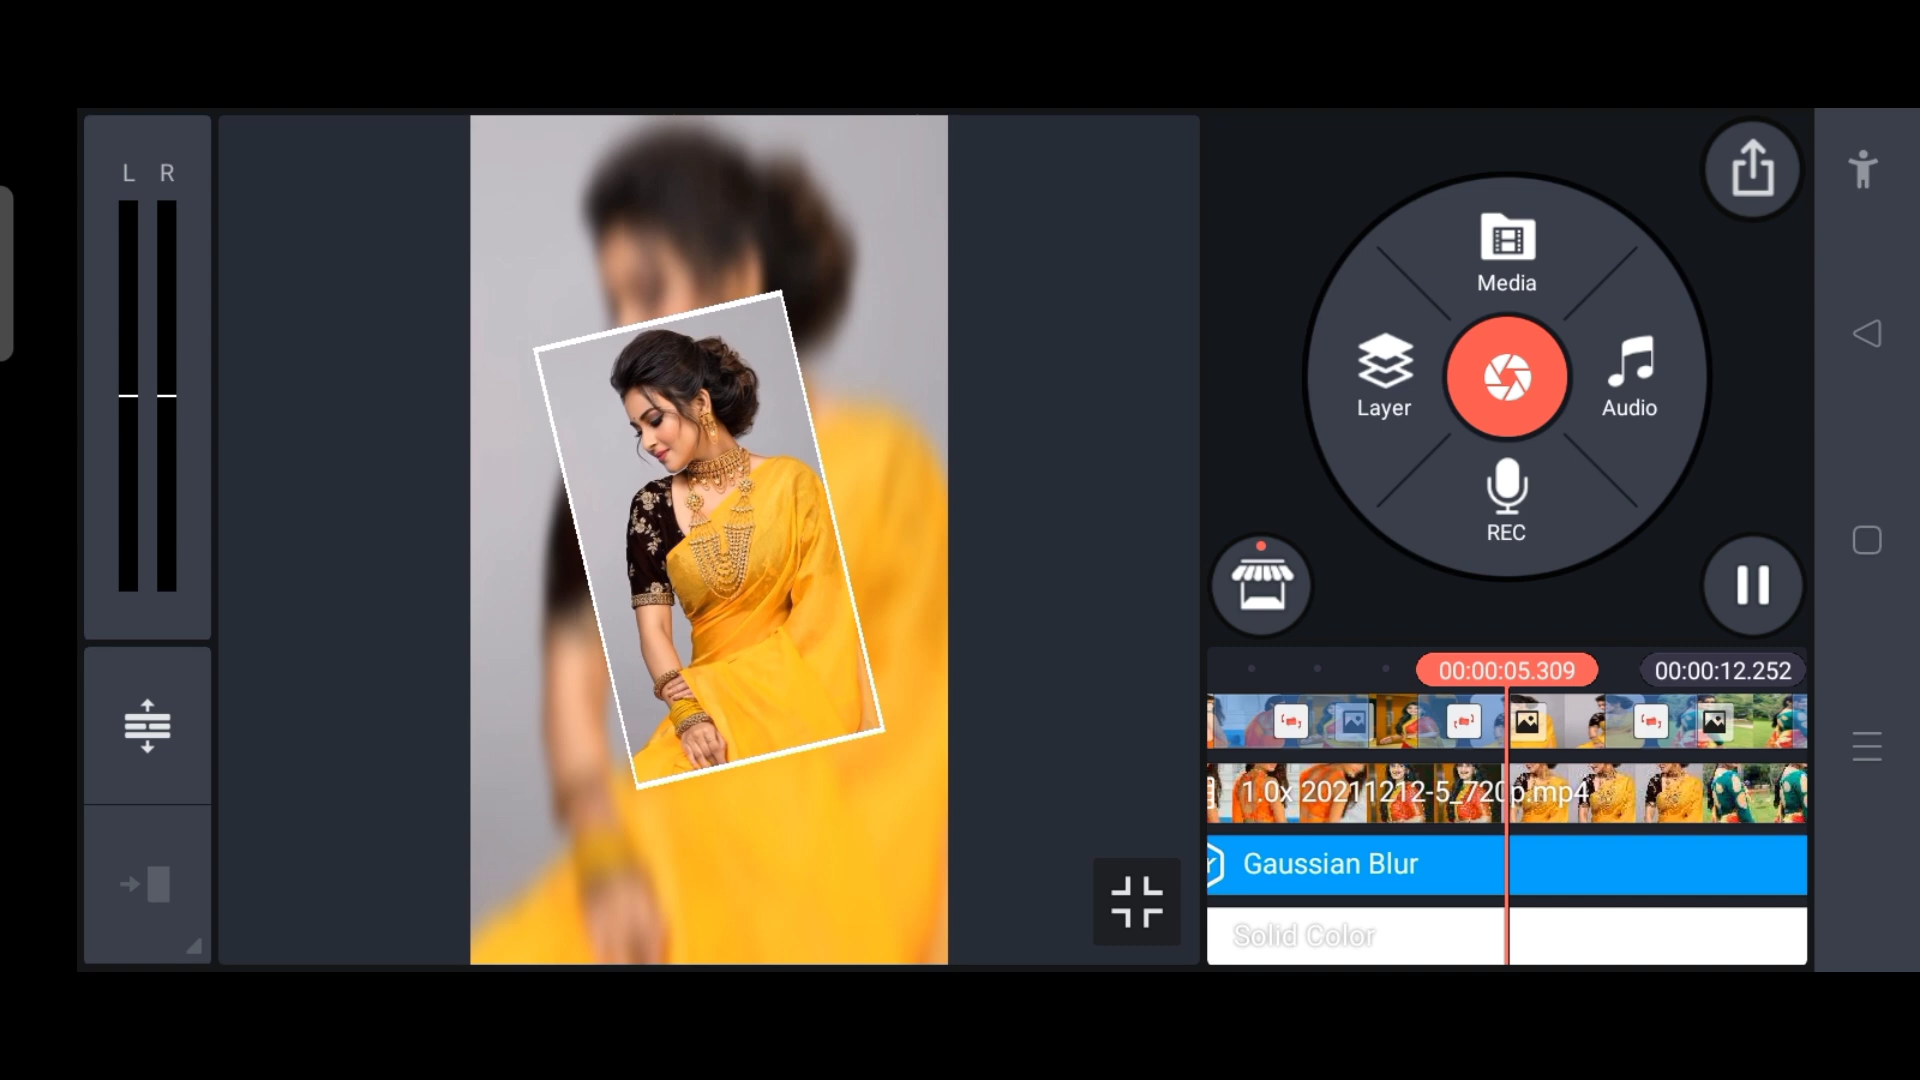 L R
Media
Layer
Audio
REC
00:00:05.309
00:00:12.252
1.0x 20211212-5_720p.mp4
Gaussian Blur
Solid Color